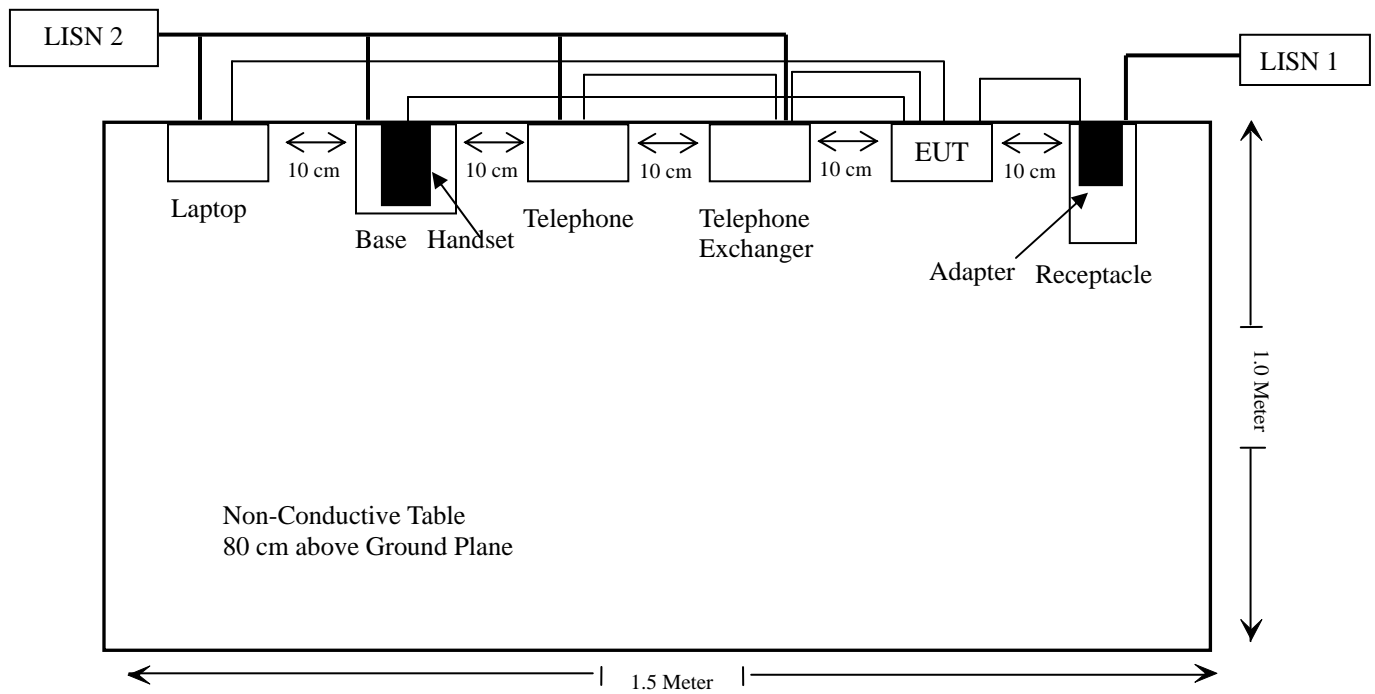 LISN 2
LISN 1
EUT
10 cm
10 cm
10 cm
10 cm
10 cm
Laptop
Base
Handset
Telephone
Telephone
Exchanger
Adapter
Receptacle
1.0 Meter
Non-Conductive Table
80 cm above Ground Plane
1.5 Meter